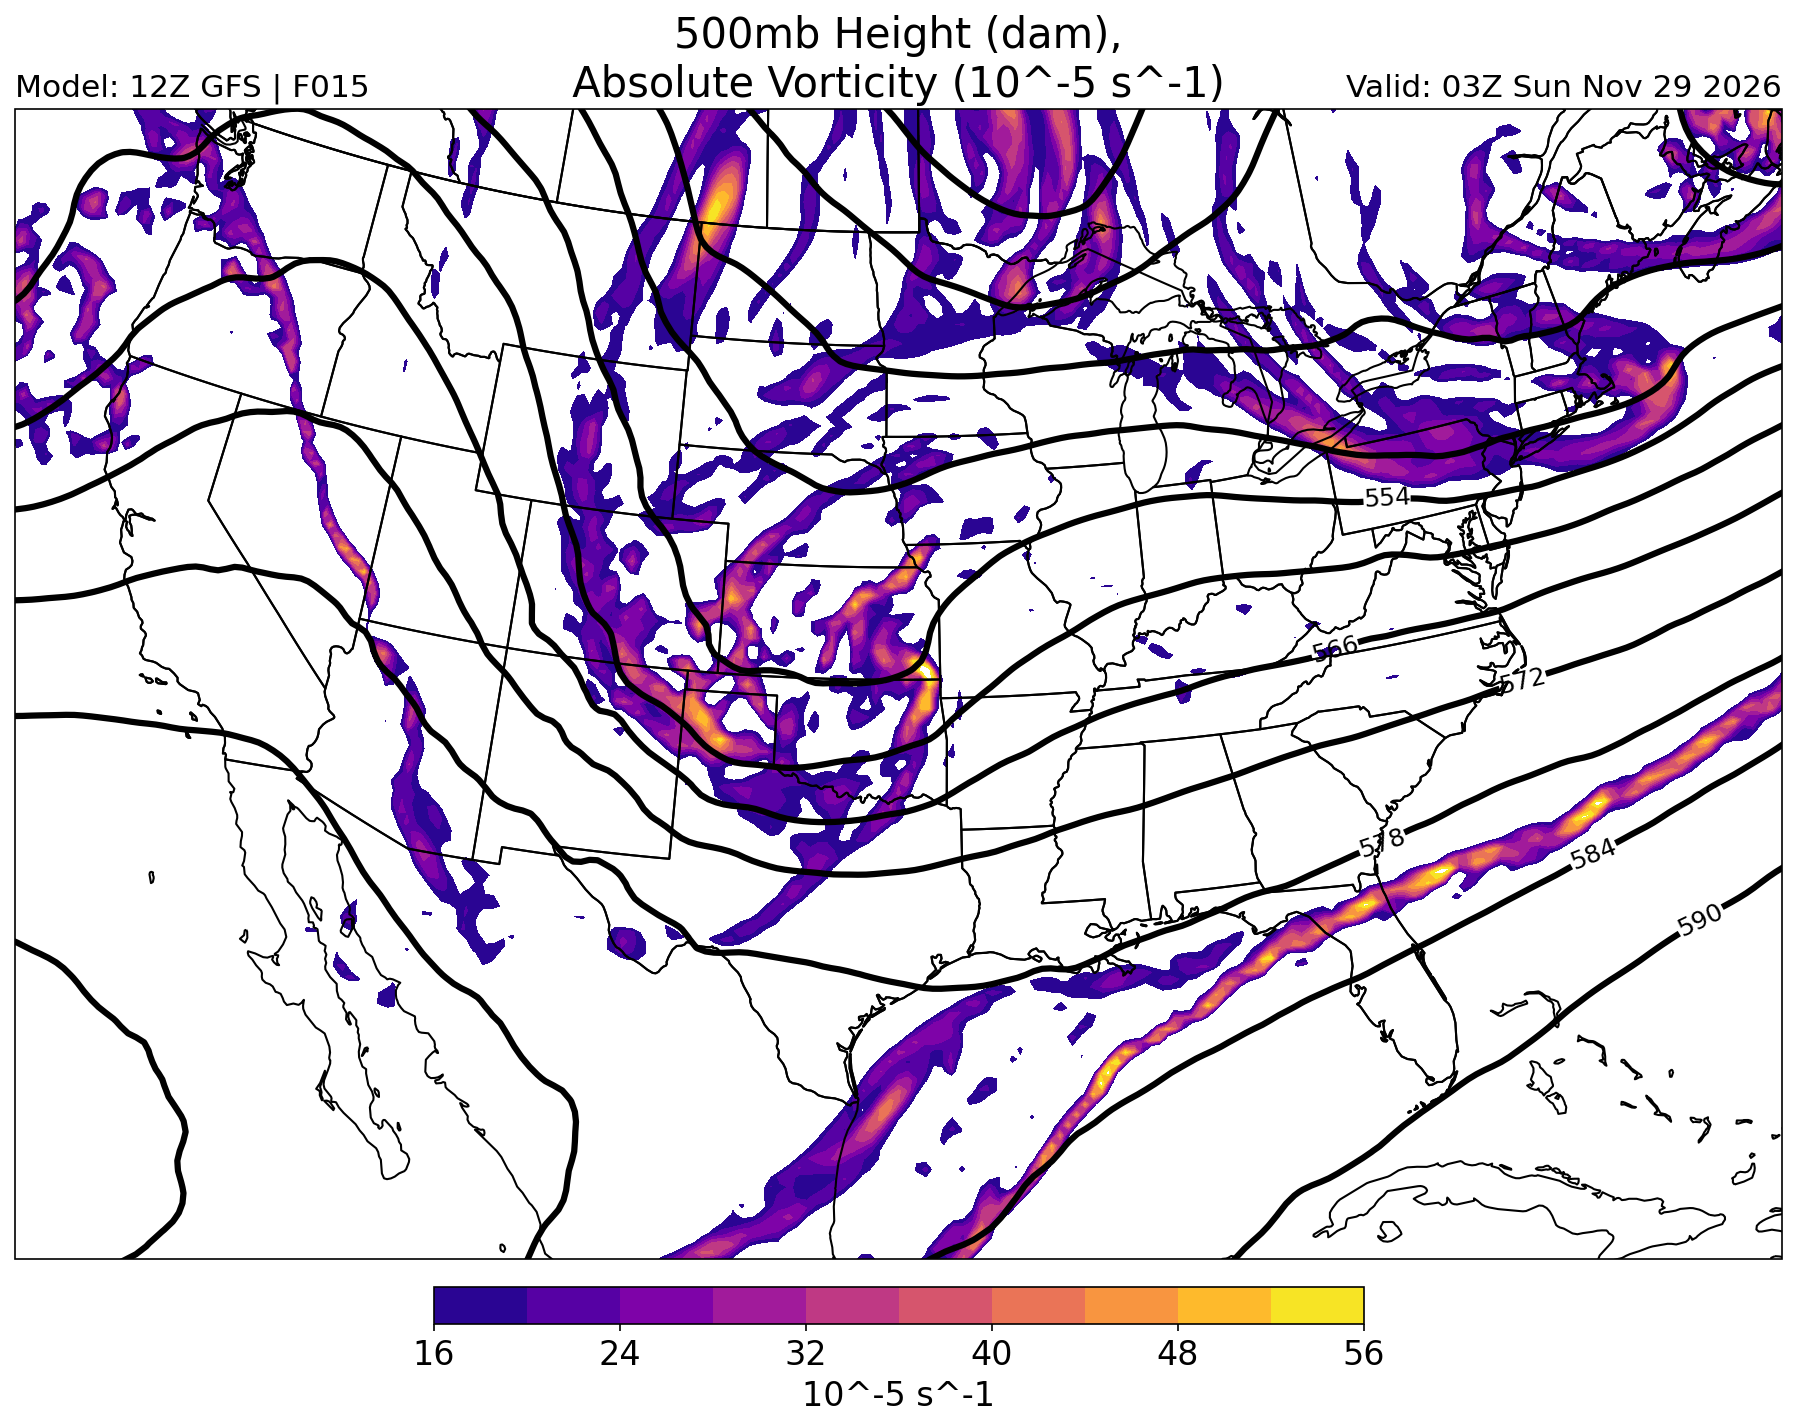 500mb Height (dam),
Absolute Vorticity (10^-5 s^-1)
Model: 12Z GFS | F015
Valid: 03Z Sun Nov 29 2026
554
566
572
578
584
590
16 24 32 40 48 56
10^-5 s^-1